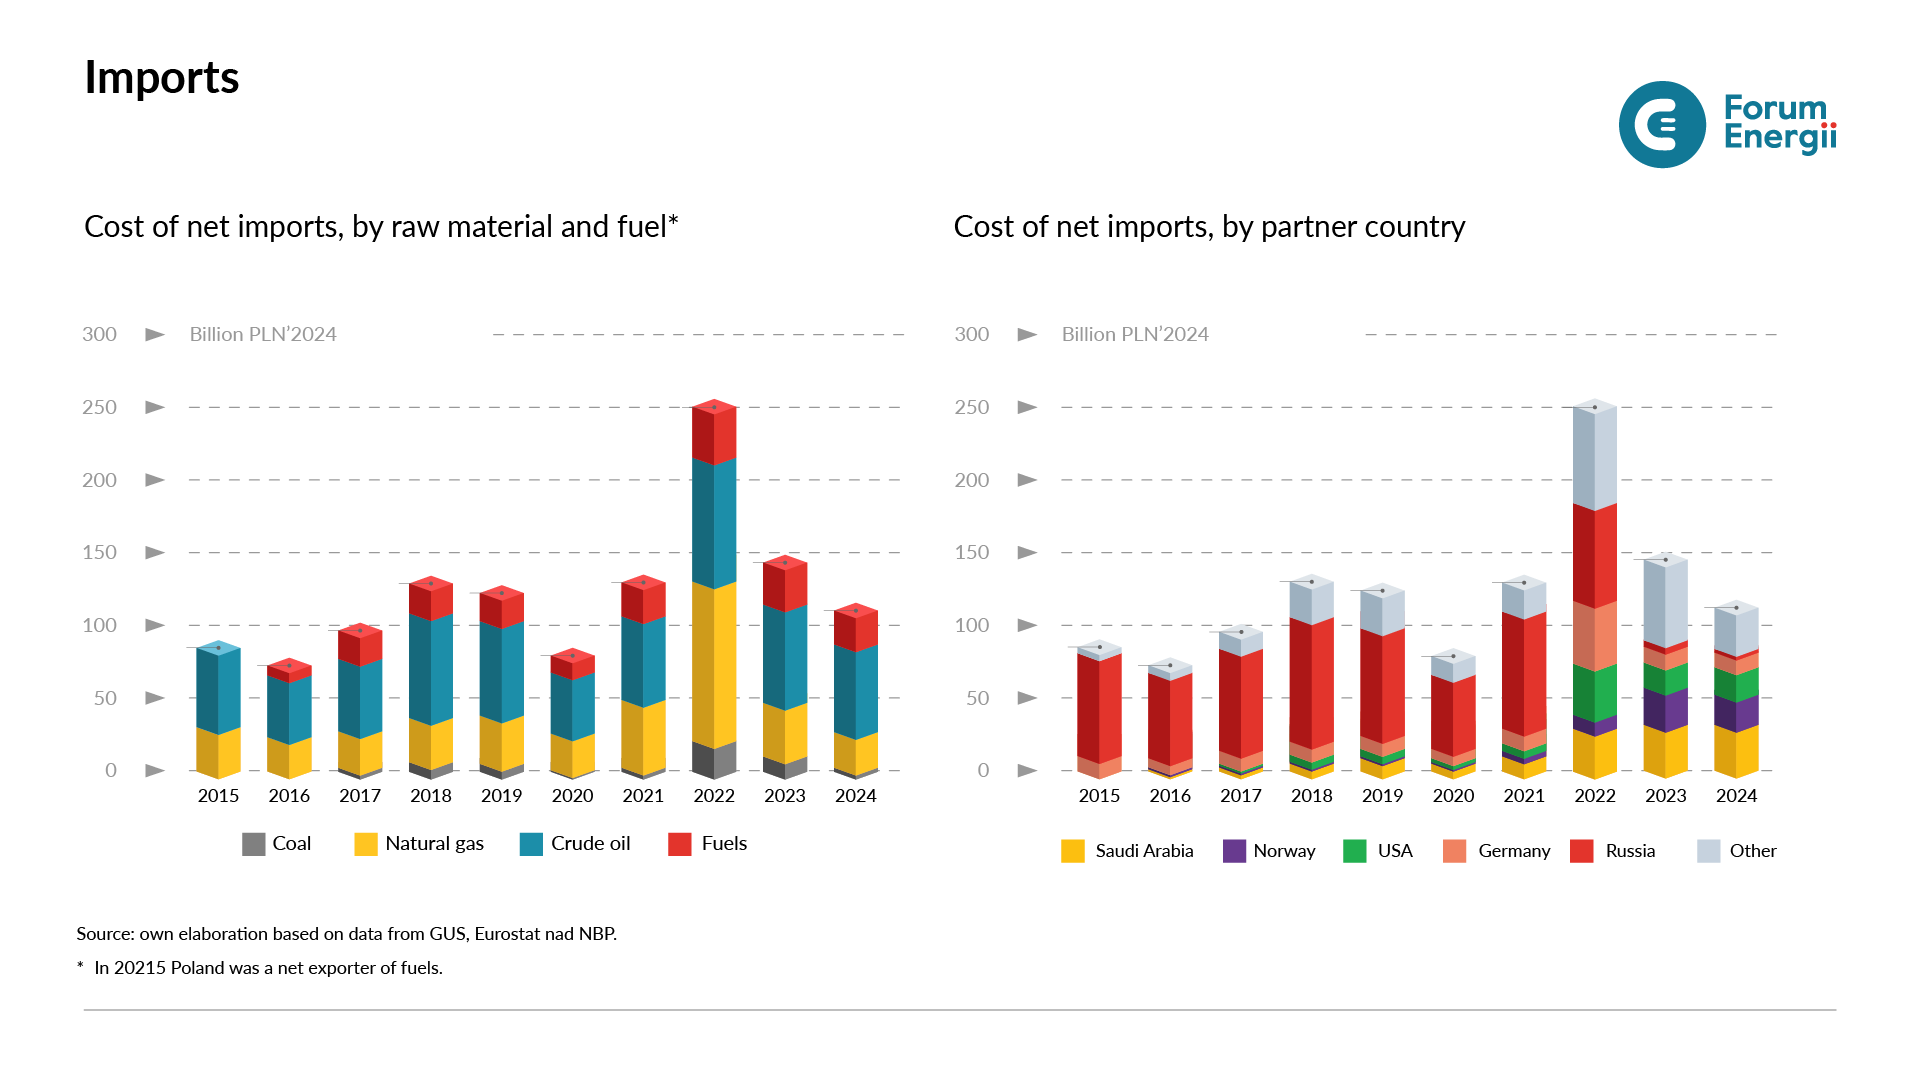 Imports
Forum
Energii
Cost of net imports, by raw material and fuel*
Cost of net imports, by partner country
300 Billion PLN’2024
250
200
150
100
50
0
2015 2016 2017 2018 2019 2020 2021 2022 2023 2024
Coal Natural gas Crude oil Fuels
300 Billion PLN’2024
250
200
150
100
50
0
2015 2016 2017 2018 2019 2020 2021 2022 2023 2024
Saudi Arabia Norway USA Germany Russia Other
Source: own elaboration based on data from GUS, Eurostat nad NBP.
* In 20215 Poland was a net exporter of fuels.